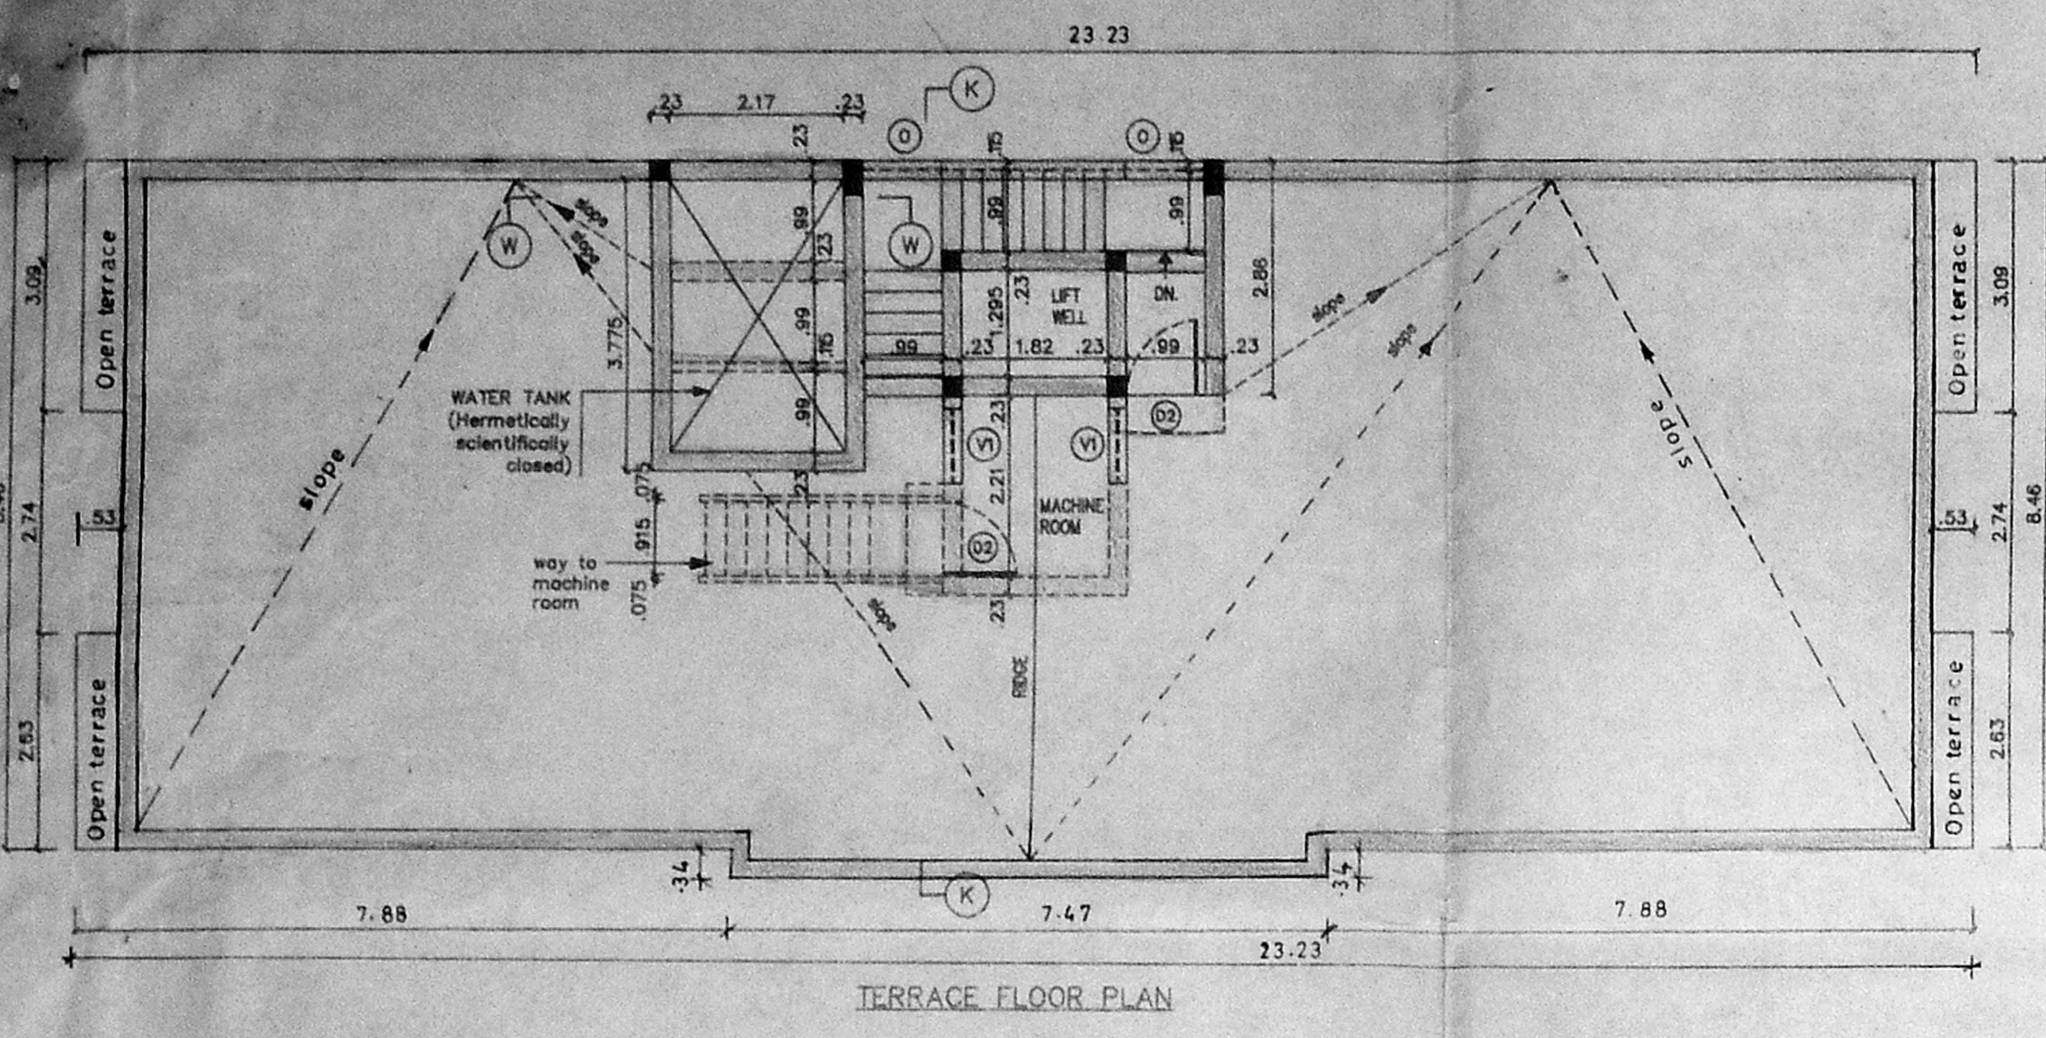 23.23
K
.23 2.17 .23
.23
O
.115
O
.115
slope
slope
W
.99
.23
W
.99
.99
Open terrace
3.09
3.775
.99
.115
1.295
.23
LIFT
WELL
DN.
2.86
slope
slope
Open terrace
3.09
.99 .23 1.82 .23 .99 .23
WATER TANK
(Hermetically
scientifically
closed)
.99
.23
V1
V1
D2
slope
slope
.53
2.74
.075
.23
2.21
MACHINE
ROOM
.53
2.74
8.46
.915
D2
way to
machine
room
.075
slope
.23
RIDGE
Open terrace
2.63
Open terrace
2.63
.34
K
.34
7.88
7.47
7.88
23.23
TERRACE FLOOR PLAN